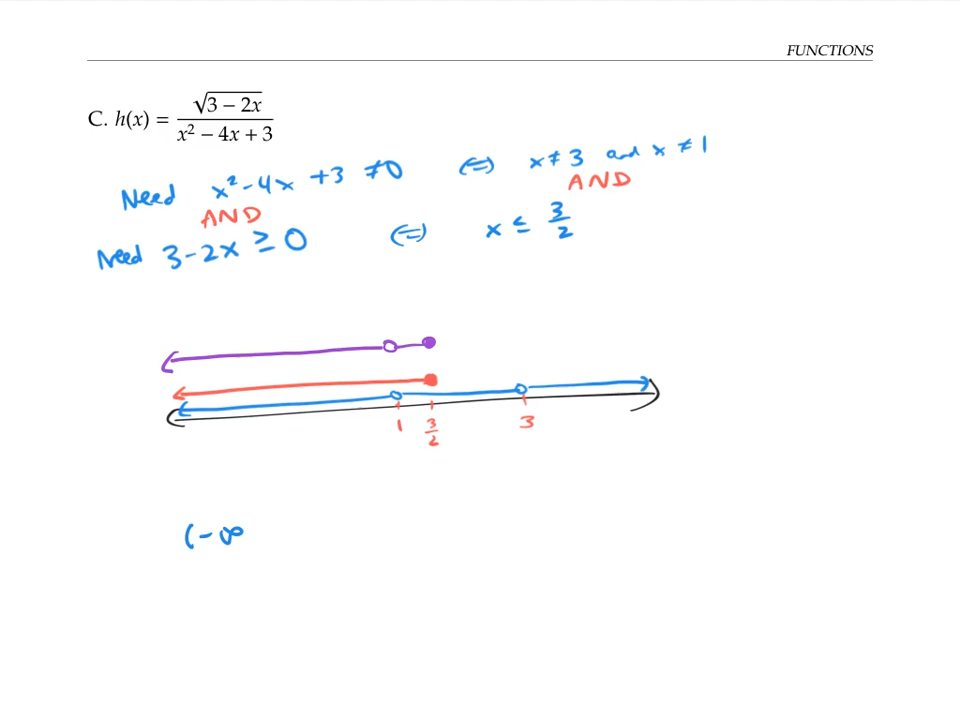 FUNCTIONS
C. h(x) = √(3 − 2x) / (x² − 4x + 3)
Need x² - 4x + 3 ≠ 0 ⇔ x ≠ 3 and x ≠ 1
AND AND
Need 3 - 2x ≥ 0 ⇔ x ≤ 3/2
1 3/2 3
(-∞